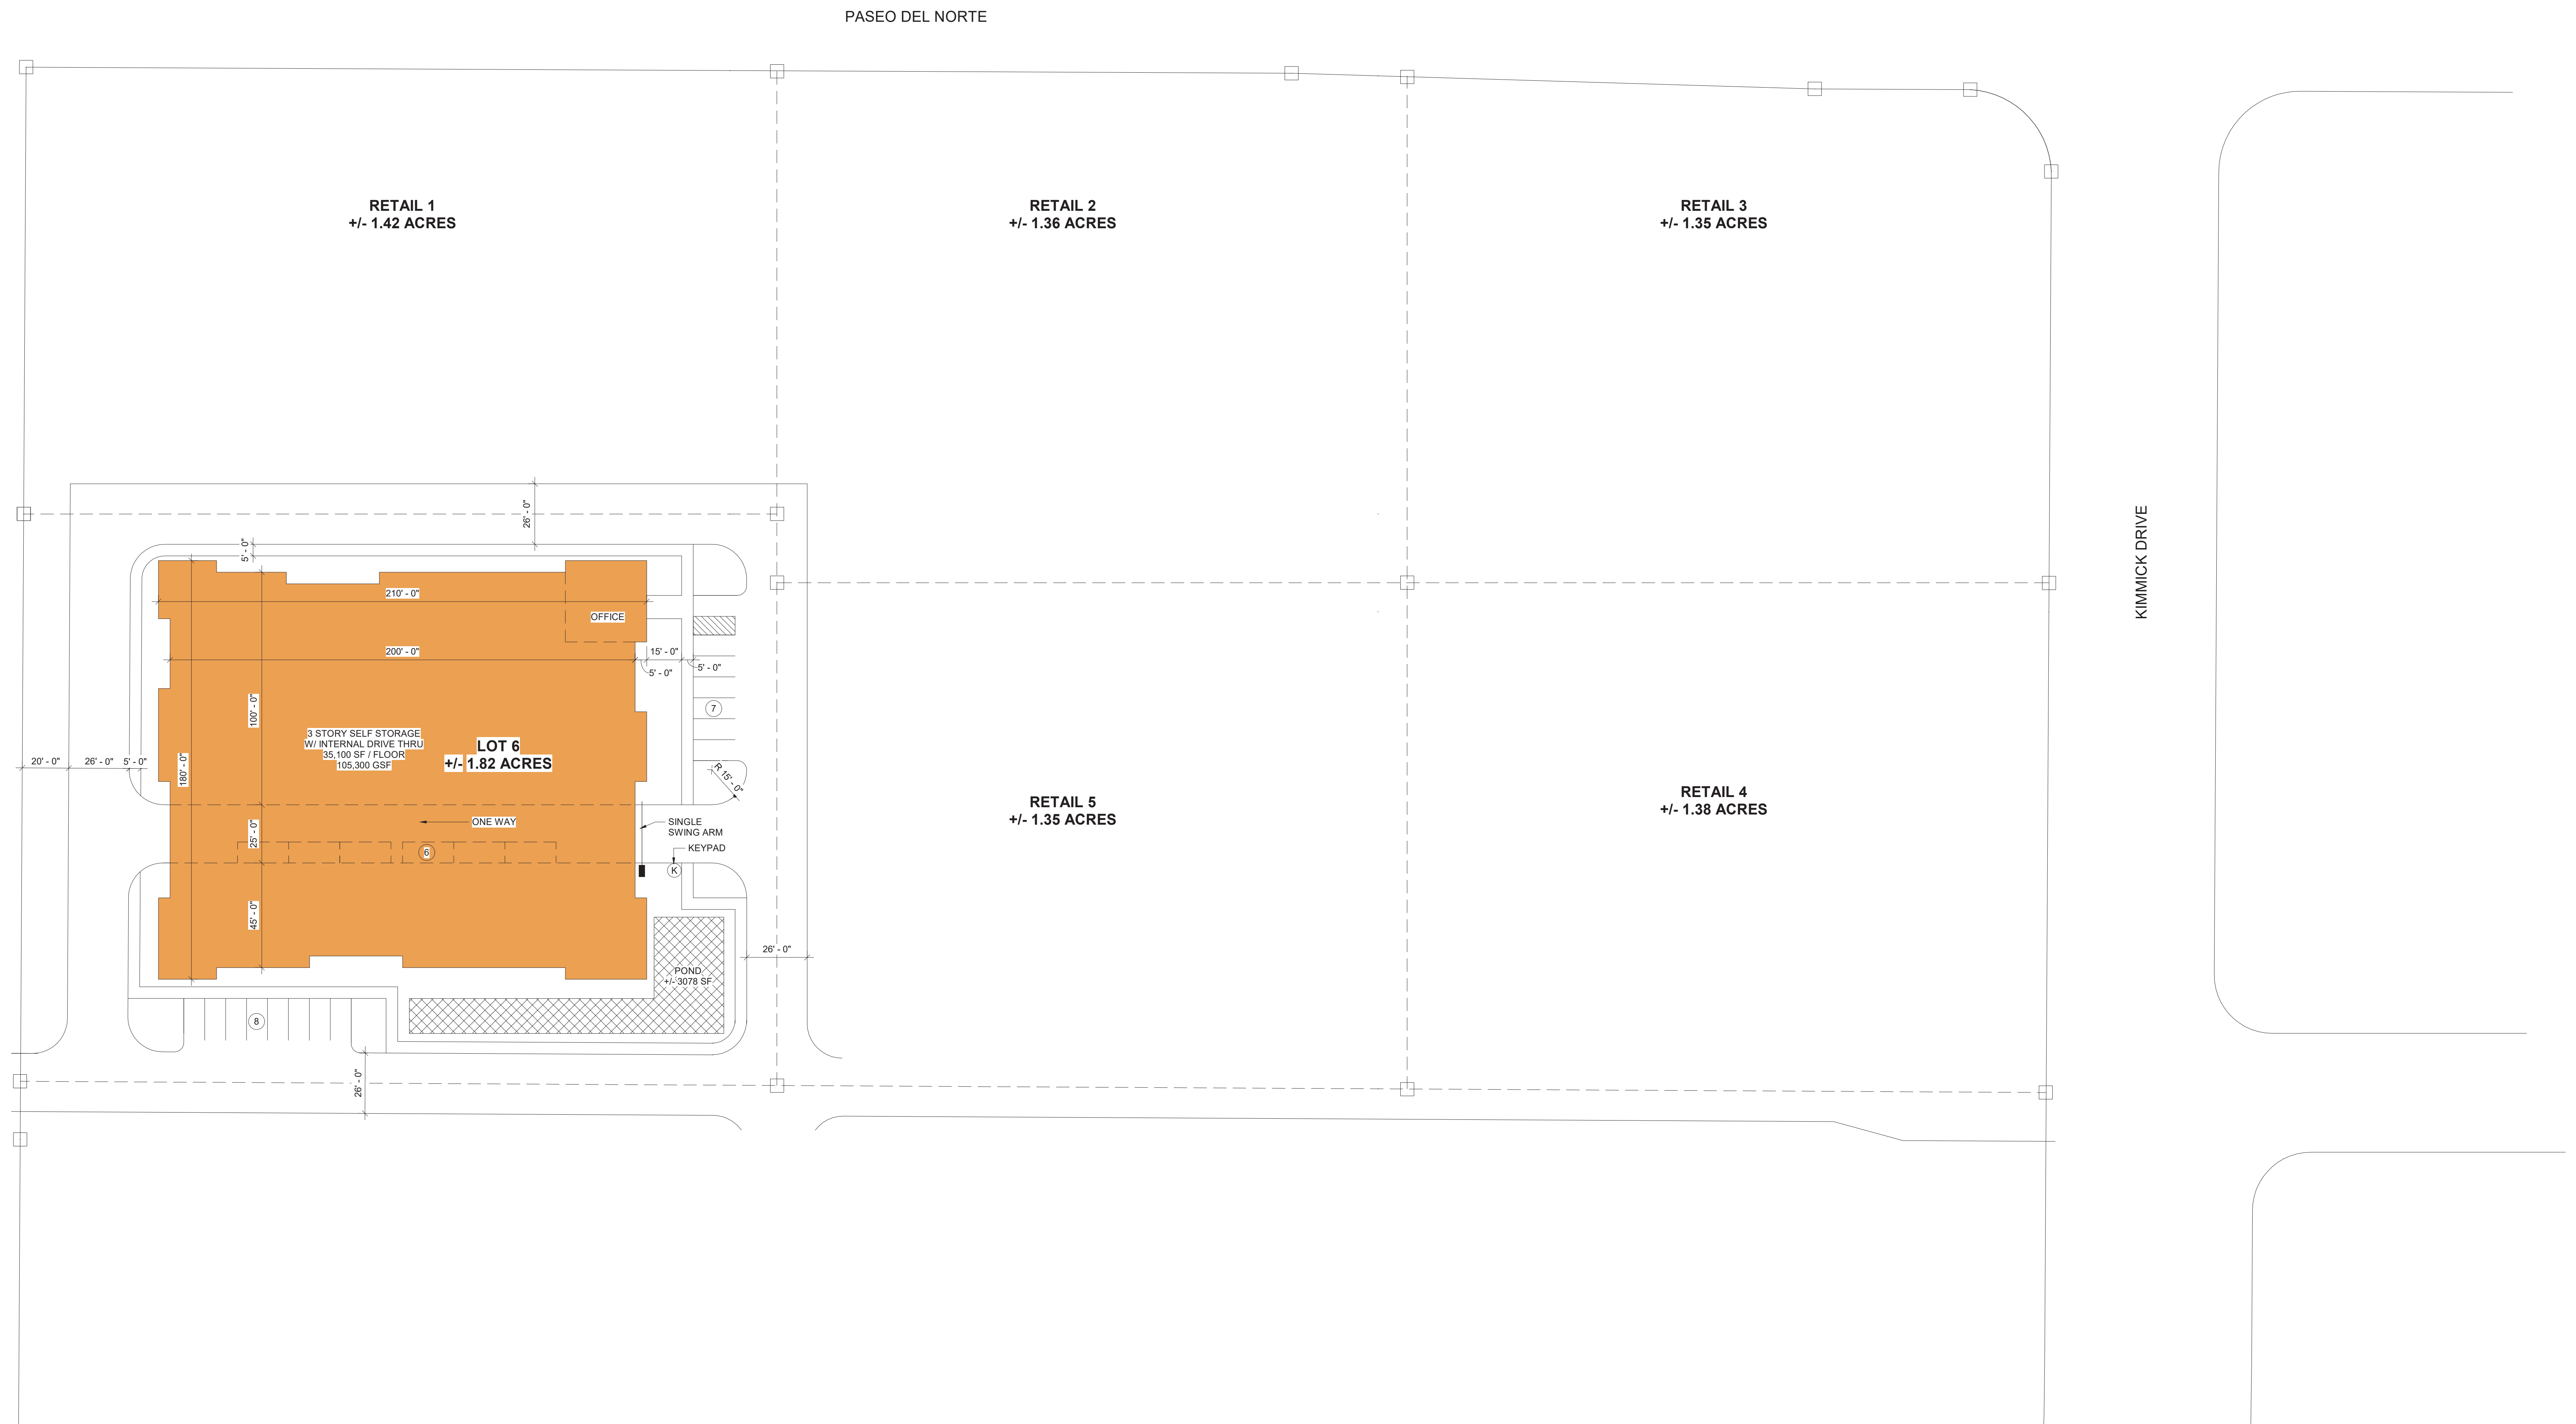 PASEO DEL NORTE
RETAIL 1
+/- 1.42 ACRES
RETAIL 2
+/- 1.36 ACRES
RETAIL 3
+/- 1.35 ACRES
KIMMICK DRIVE
26' - 0"
5' - 0"
210' - 0"
OFFICE
200' - 0"
15' - 0"
5' - 0"
5' - 0"
100' - 0"
7
3 STORY SELF STORAGE
W/ INTERNAL DRIVE THRU
35,100 SF / FLOOR
105,300 GSF
LOT 6
+/- 1.82 ACRES
20' - 0"
26' - 0"
5' - 0"
180' - 0"
R 15' - 0"
RETAIL 5
+/- 1.35 ACRES
RETAIL 4
+/- 1.38 ACRES
ONE WAY
SINGLE
SWING ARM
25' - 0"
6
KEYPAD
K
45' - 0"
26' - 0"
POND
+/- 3078 SF
8
26' - 0"